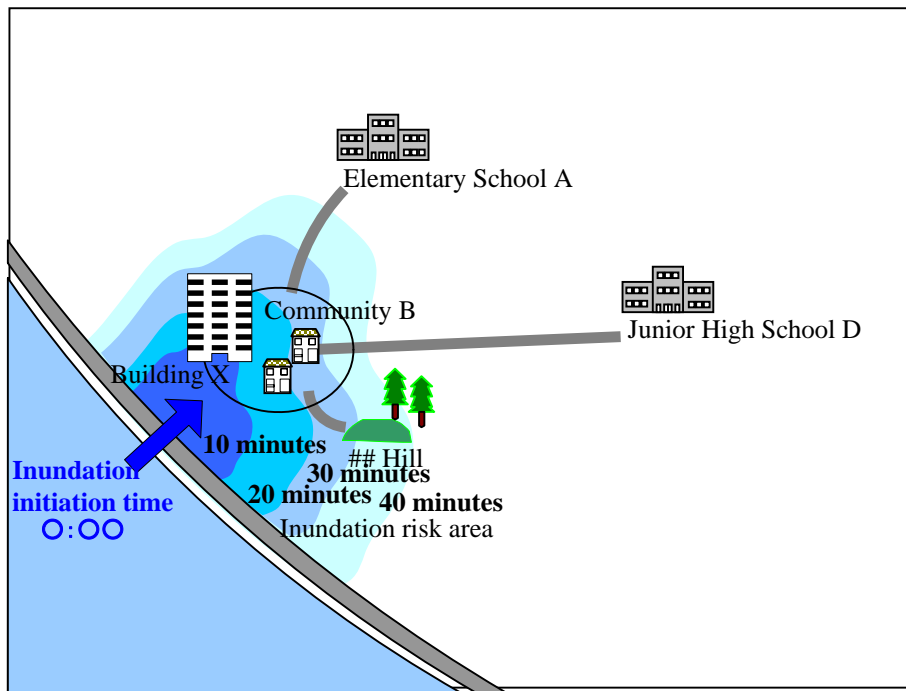 Elementary School A
Community B
Junior High School D
Building X
10 minutes
## Hill
Inundation
initiation time
○:○○
30 minutes
20 minutes
40 minutes
Inundation risk area